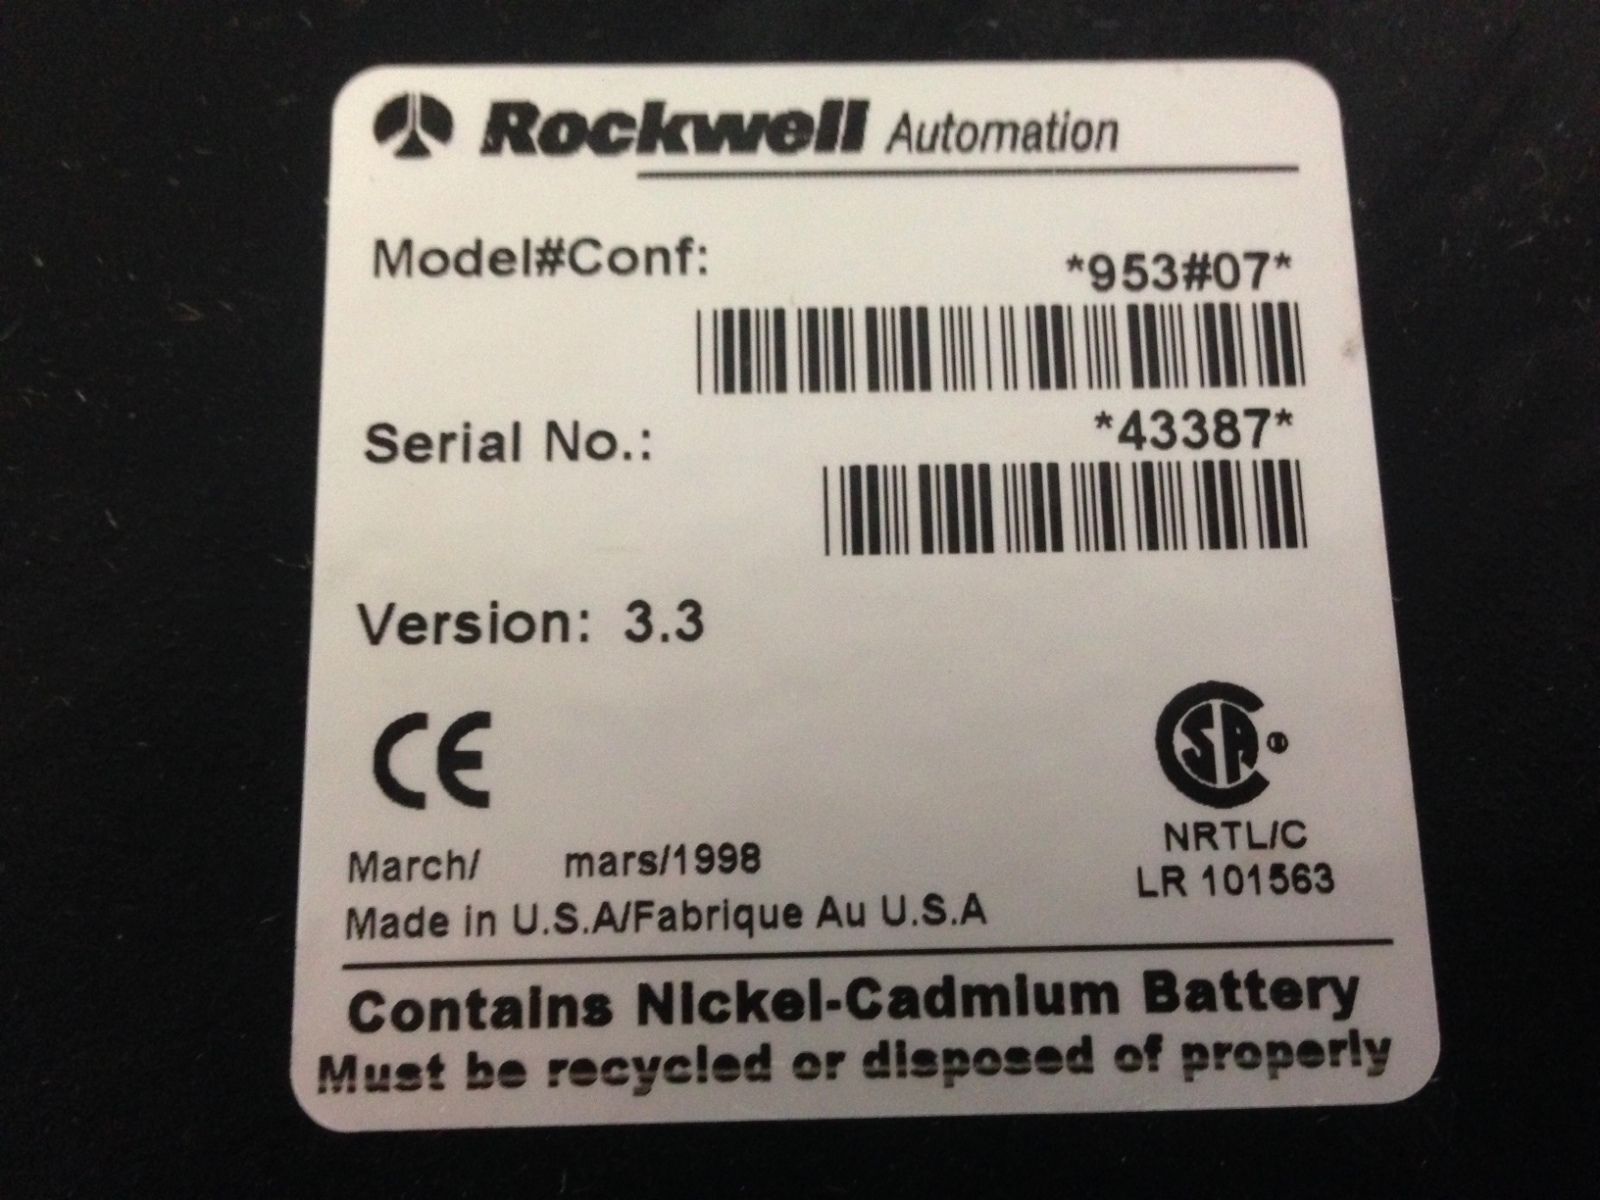 Rockwell Automation
Model#Conf:
*953#07*
Serial No.:
*43387*
Version: 3.3
CE
CSA ®
NRTL/C
LR 101563
March/ mars/1998
Made in U.S.A/Fabrique Au U.S.A
Contains Nickel-Cadmium Battery
Must be recycled or disposed of properly